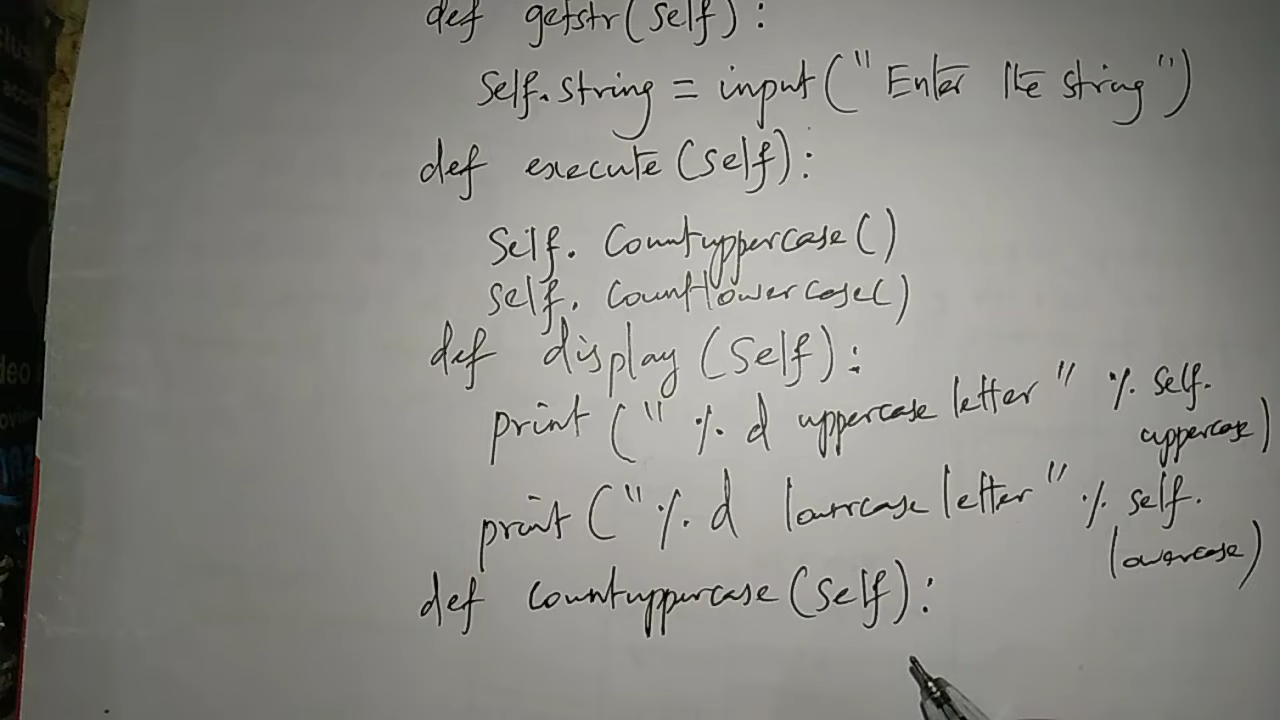 def getstr(self):
self.string = input("Enter the string")
def execute(self):
self. Countuppercase()
self. Countlowercase()
def display(self):
print("%d uppercase letter" % self.
uppercase)
print("%d lowercase letter" % self.
lowercase)
def countuppercase(self):